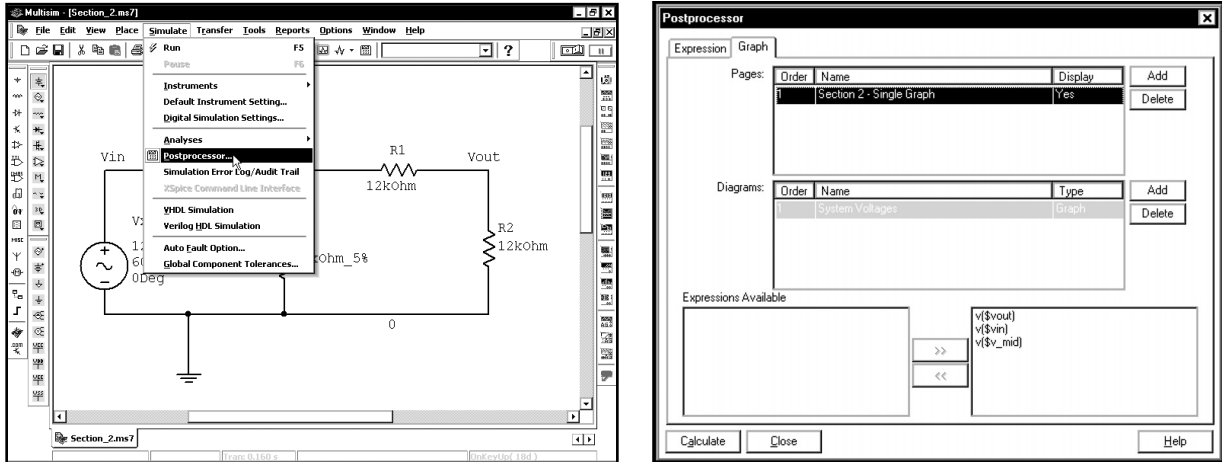 Multisim - [Section_2.ms7]
File Edit View Place Simulate Transfer Tools Reports Options Window Help
Run F5
Pause F6
Instruments
Default Instrument Setting...
Digital Simulation Settings...
Analyses
Postprocessor...
Simulation Error Log/Audit Trail
XSpice Command Line Interface
VHDL Simulation
Verilog HDL Simulation
Auto Fault Option...
Global Component Tolerances...
Vin
R1
12kOhm
Vout
R2
12kOhm
kOhm_5%
0Deg
0
MISC
Section_2.ms7
Tran: 0.160 s
OnKeyUp( 18d )
Postprocessor
Expression Graph
Pages:
Order Name Display
1 Section 2 - Single Graph Yes
Add
Delete
Diagrams:
Order Name Type
1 System Voltages Graph
Add
Delete
Expressions Available
v($vout)
v($vin)
v($v_mid)
>>
<<
Calculate Close Help